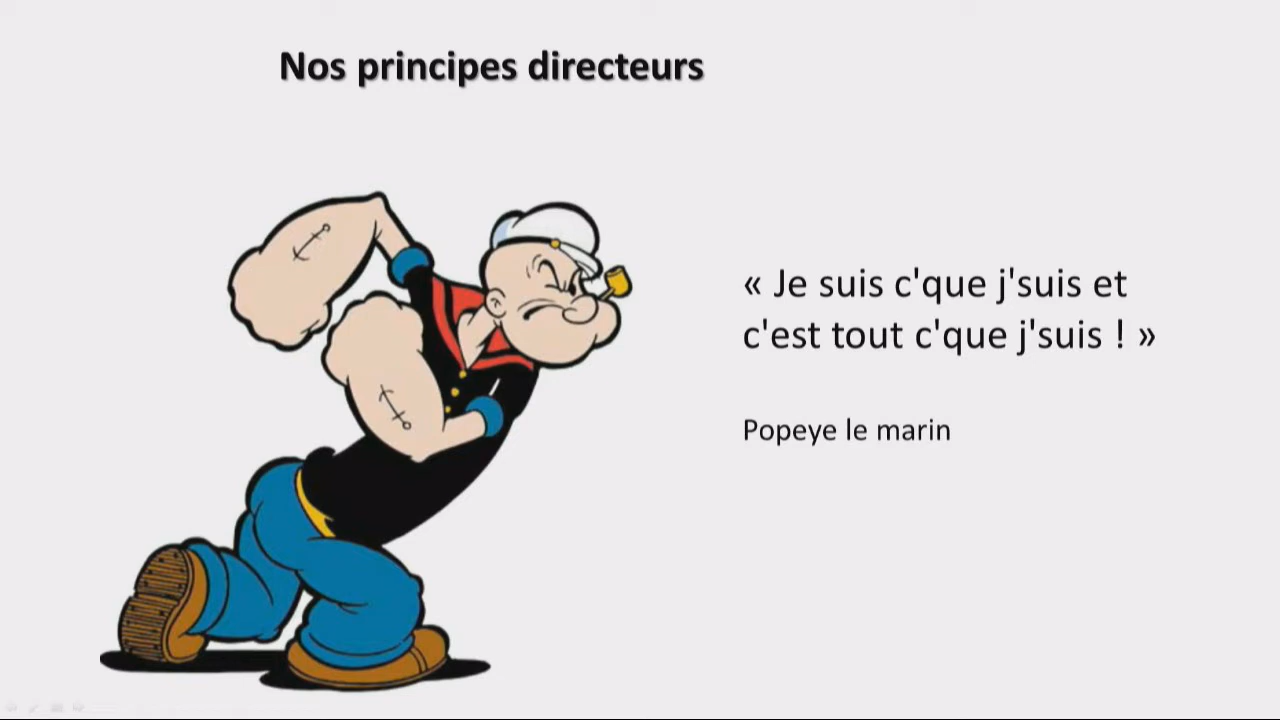 Nos principes directeurs
« Je suis c'que j'suis et
c'est tout c'que j'suis ! »
Popeye le marin